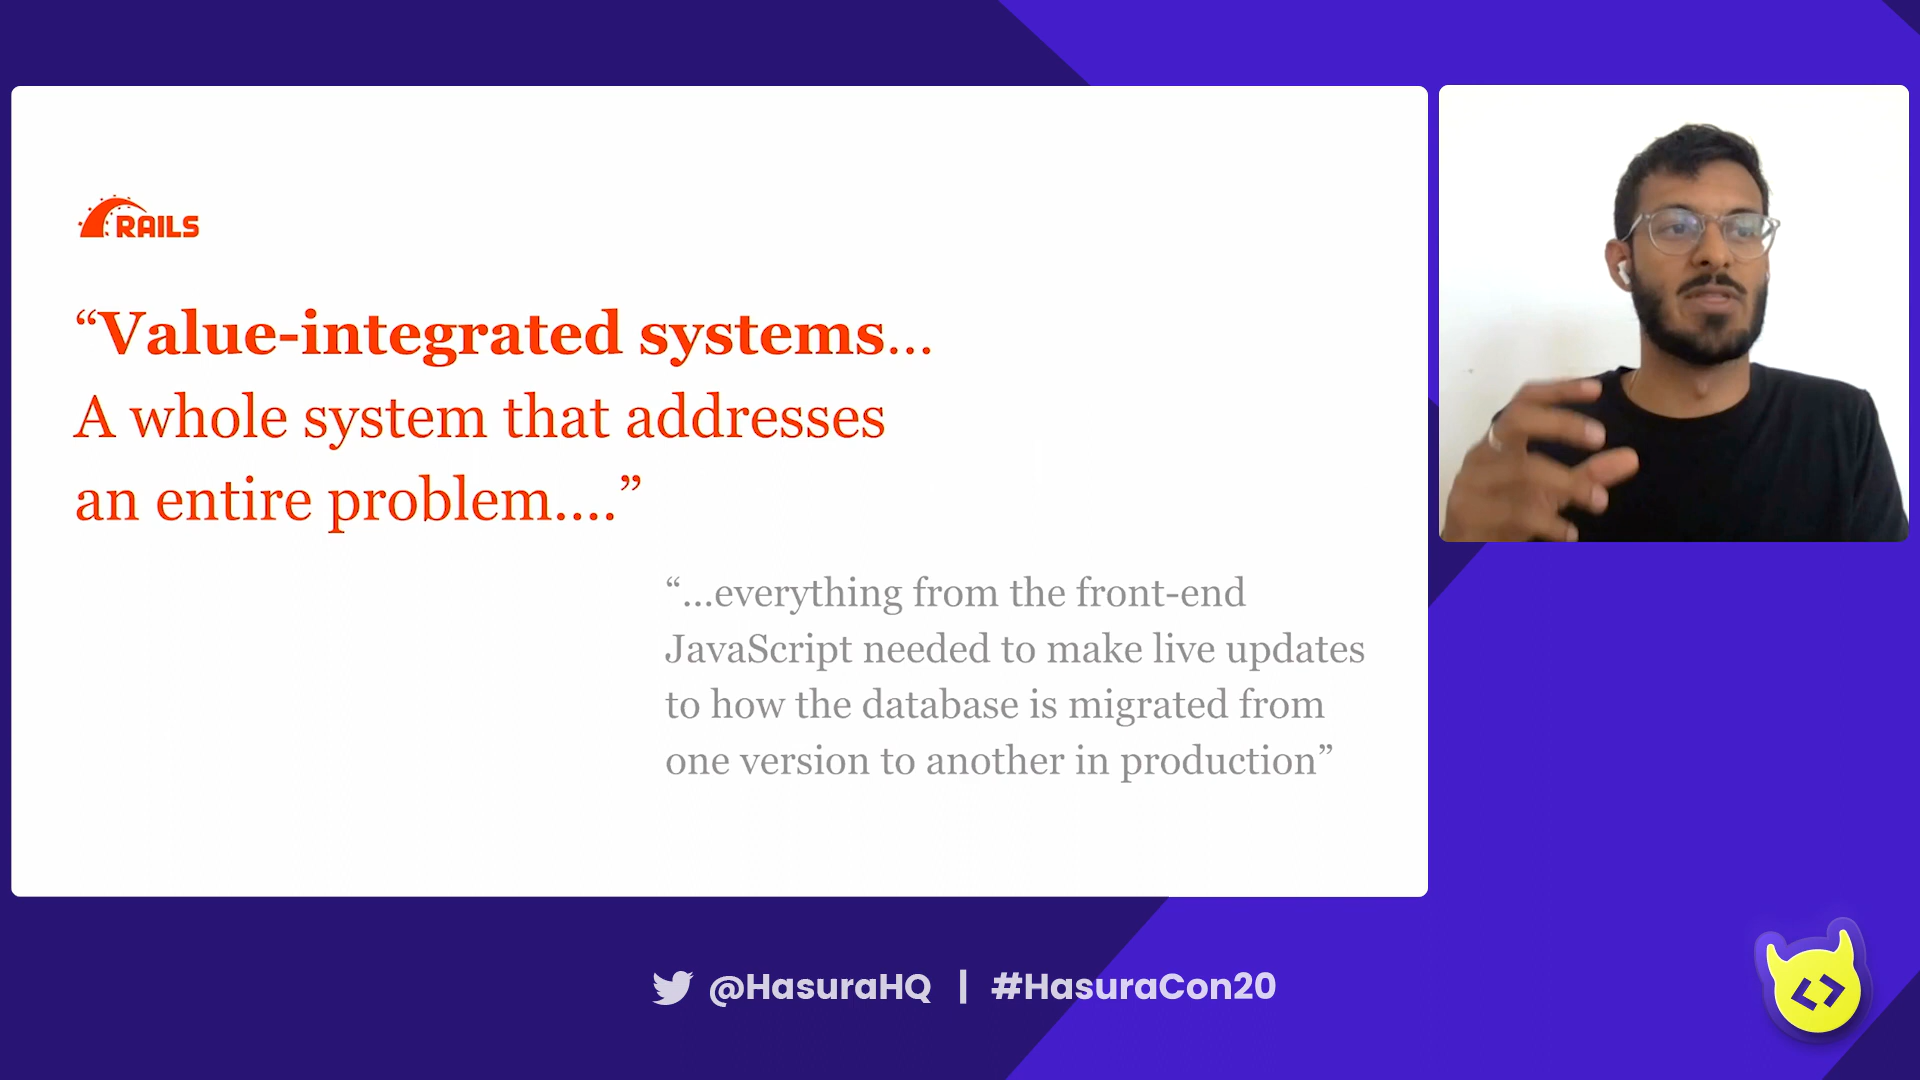 RAILS
“Value-integrated systems...
A whole system that addresses
an entire problem....”
“...everything from the front-end
JavaScript needed to make live updates
to how the database is migrated from
one version to another in production”
@HasuraHQ | #HasuraCon20